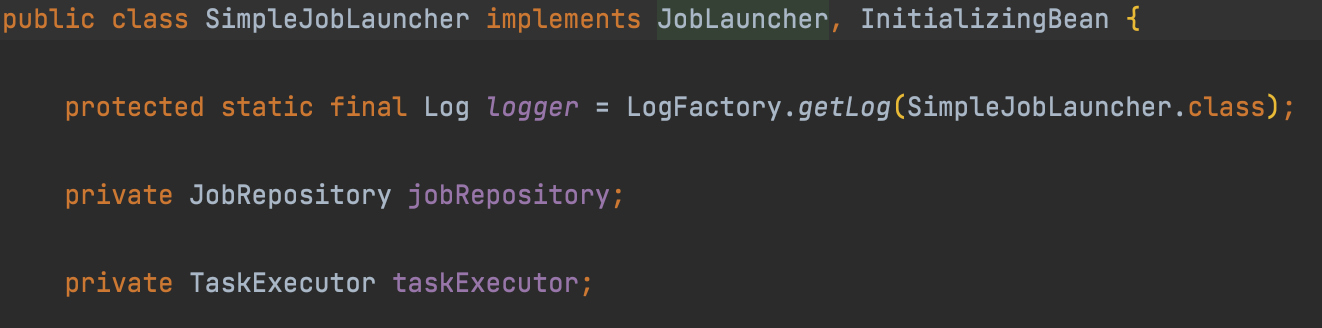 public class SimpleJobLauncher implements JobLauncher, InitializingBean {
protected static final Log logger = LogFactory.getLog(SimpleJobLauncher.class);
private JobRepository jobRepository;
private TaskExecutor taskExecutor;